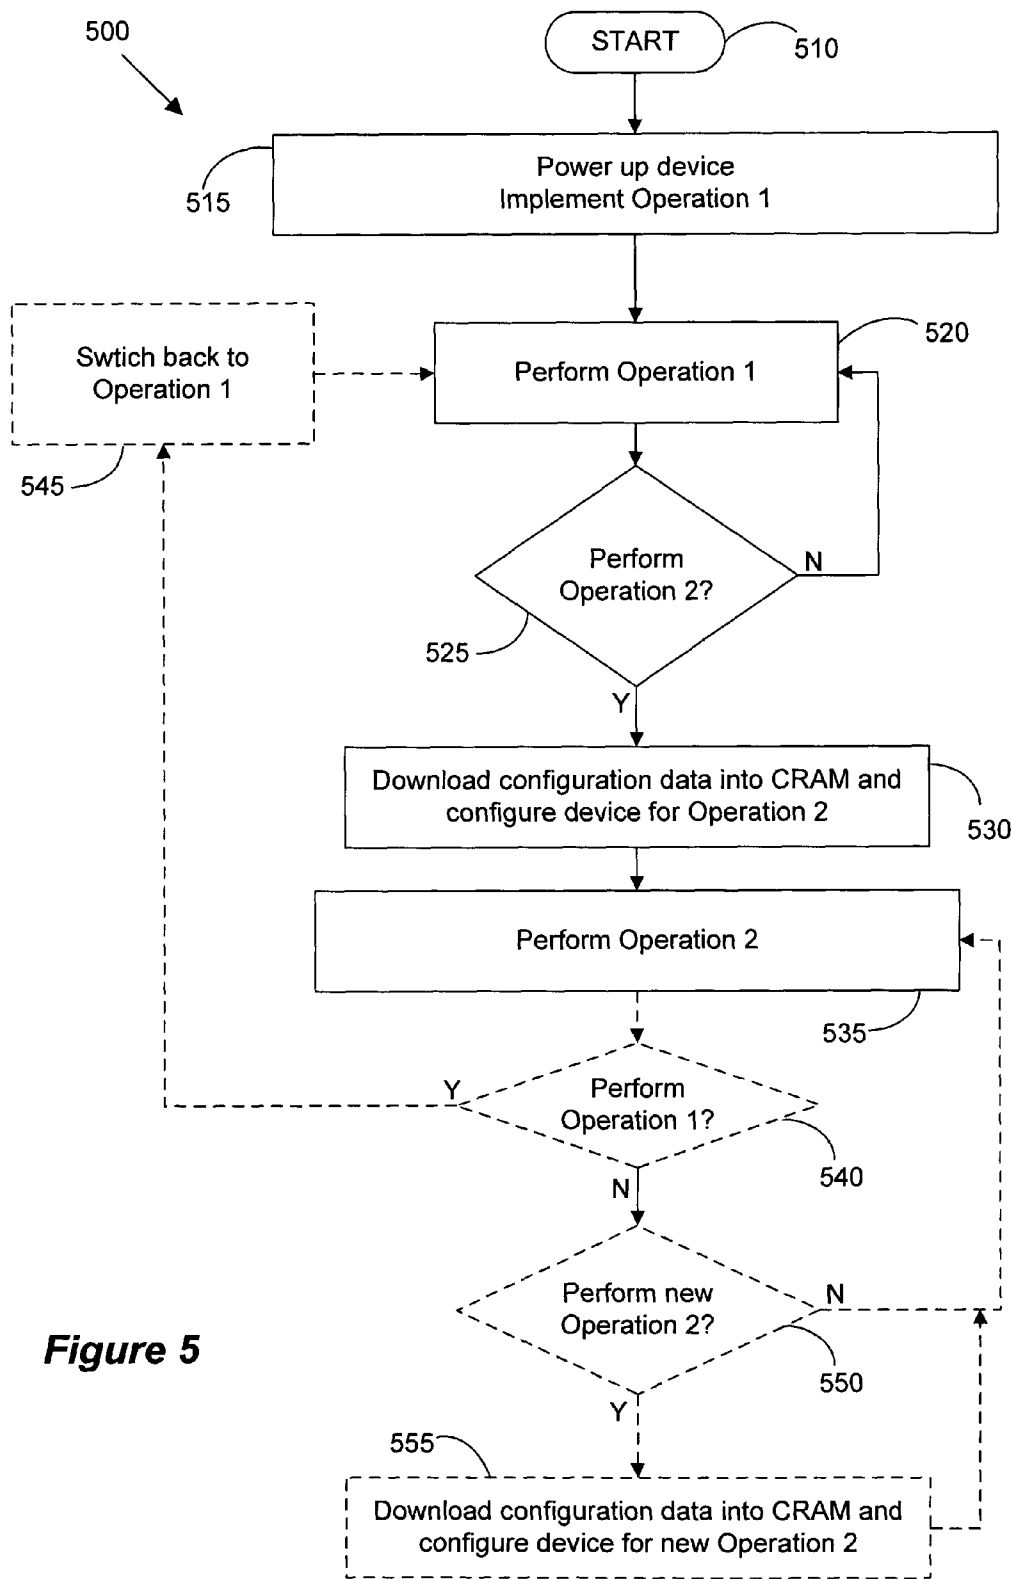 500
START
510
Power up device
Implement Operation 1
515
520
Swtich back to
Operation 1
Perform Operation 1
545
Perform
Operation 2?
N
525
Y
Download configuration data into CRAM and
configure device for Operation 2
530
Perform Operation 2
535
Y
Perform
Operation 1?
540
N
Perform new
Operation 2?
N
Figure 5
550
Y
555
Download configuration data into CRAM and
configure device for new Operation 2